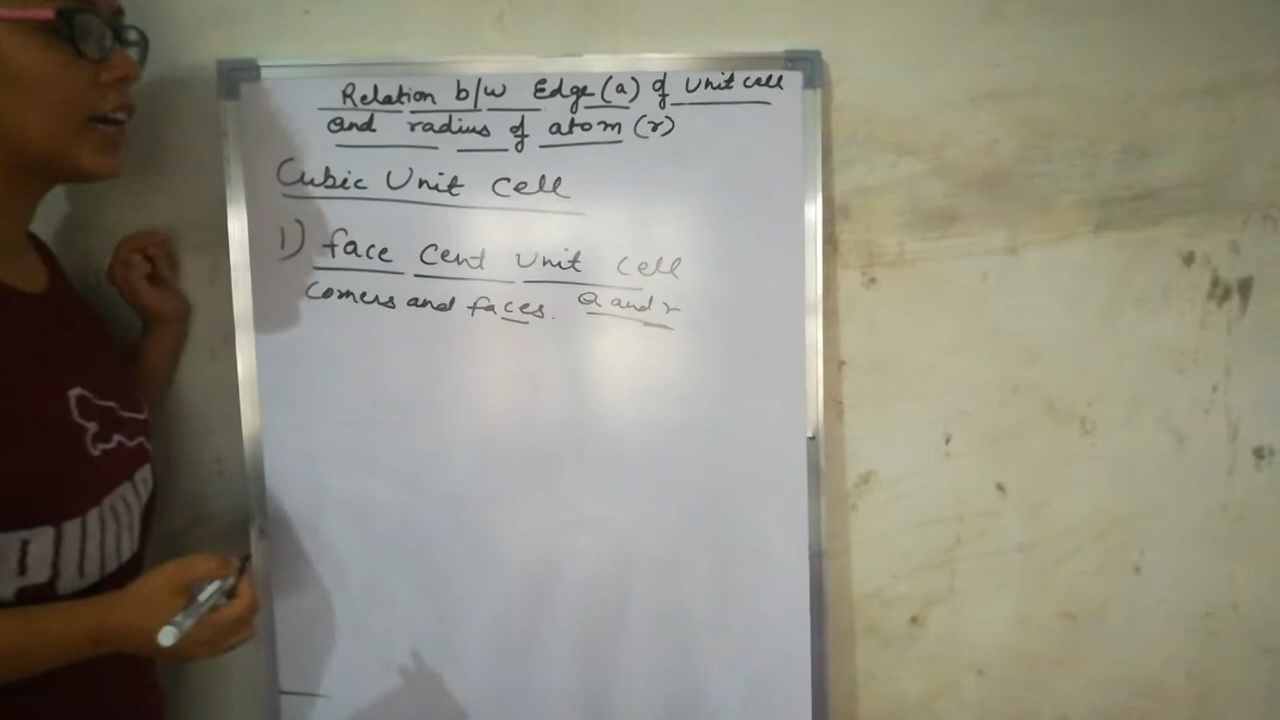 Relation b/w Edge (a) of Unit cell
and radius of atom (r)
Cubic Unit Cell
1) face Cent Unit Cell
Corners and faces. a and r
PUMA